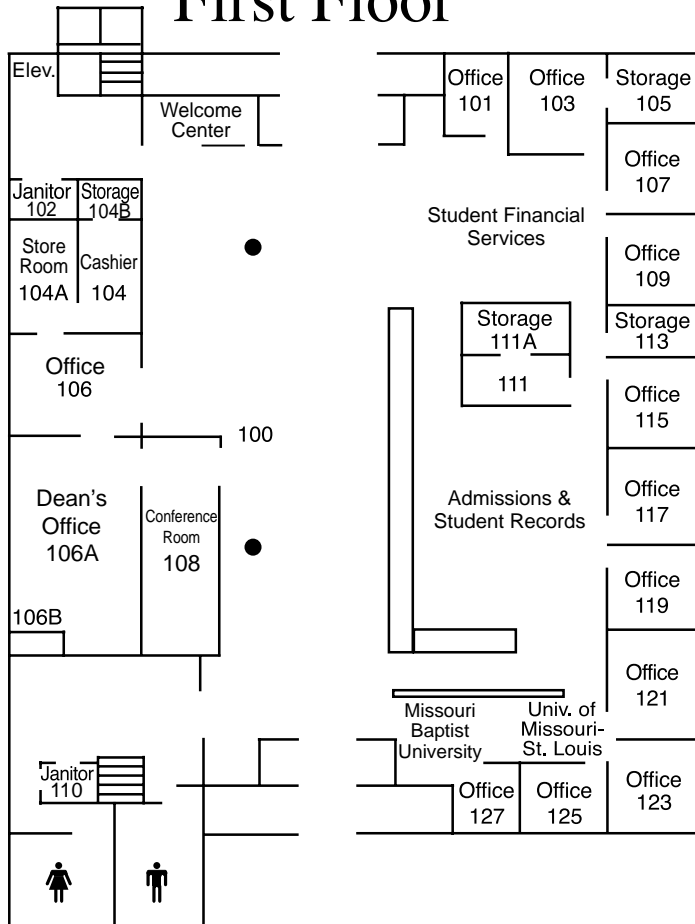 First Floor
Elev.
Welcome
Center
Office
101
Office
103
Storage
105
Office
107
Janitor
102
Storage
104B
Store
Room
104A
Cashier
104
Student Financial
Services
Office
109
Storage
111A
111
Storage
113
Office
106
Office
115
100
Dean's
Office
106A
Conference
Room
108
Admissions &
Student Records
Office
117
Office
119
106B
Office
121
Missouri
Baptist
University
Univ. of
Missouri-
St. Louis
Janitor
110
Office
127
Office
125
Office
123